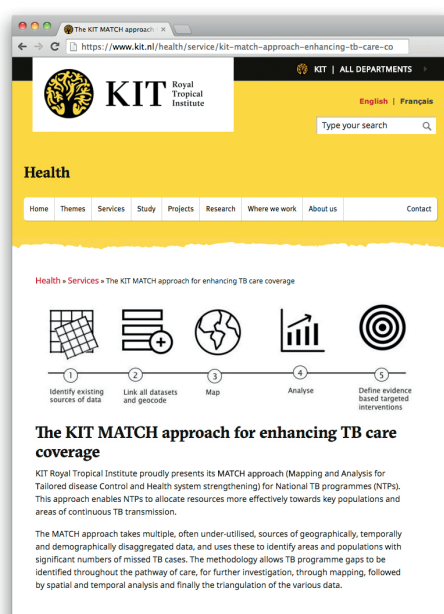 The KIT MATCH approach
https://www.kit.nl/health/service/kit-match-approach-enhancing-tb-care-co
KIT | ALL DEPARTMENTS
KIT Royal
Tropical
Institute
English | Français
Type your search
Health
Home Themes Services Study Projects Research Where we work About us Contact
Health » Services » The KIT MATCH approach for enhancing TB care coverage
1 2 3 4 5
Identify existing
sources of data
Link all datasets
and geocode
Map
Analyse
Define evidence
based targeted
interventions
The KIT MATCH approach for enhancing TB care
coverage
KIT Royal Tropical Institute proudly presents its MATCH approach (Mapping and Analysis for
Tailored disease Control and Health system strengthening) for National TB programmes (NTPs).
This approach enables NTPs to allocate resources more effectively towards key populations and
areas of continuous TB transmission.
The MATCH approach takes multiple, often under-utilised, sources of geographically, temporally
and demographically disaggregated data, and uses these to identify areas and populations with
significant numbers of missed TB cases. The methodology allows TB programme gaps to be
identified throughout the pathway of care, for further investigation, through mapping, followed
by spatial and temporal analysis and finally the triangulation of the various data.